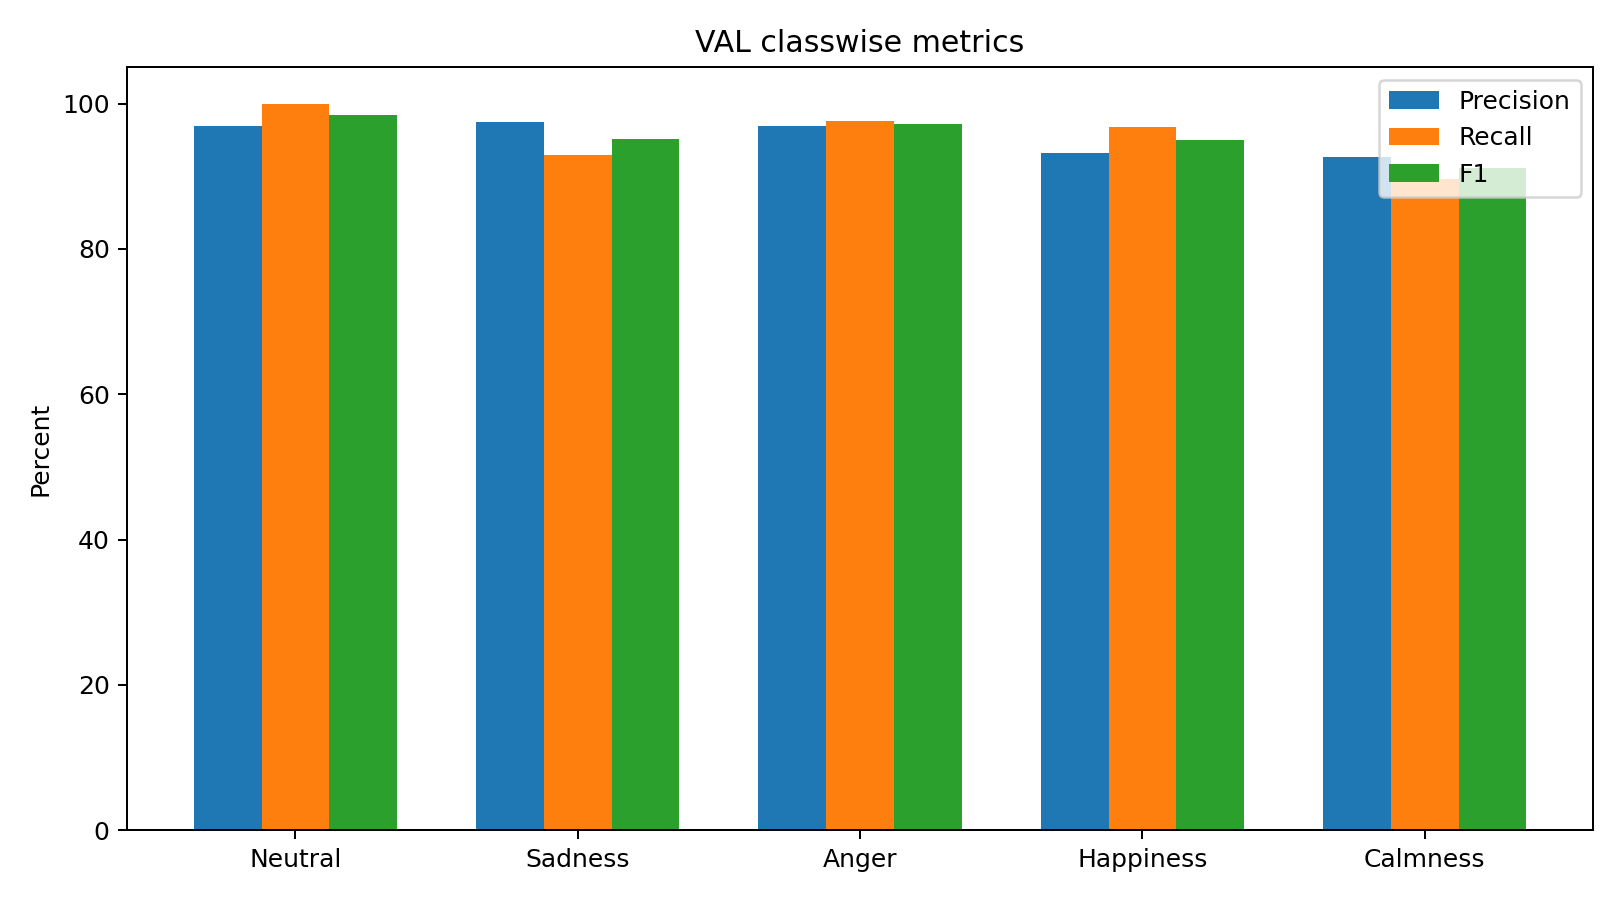 VAL classwise metrics
Precision
Recall
F1
100
80
60
40
20
0
Percent
Neutral
Sadness
Anger
Happiness
Calmness